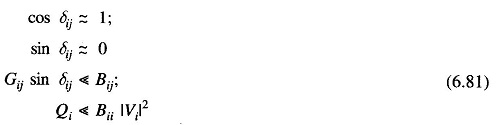 cos δij ≈ 1;
sin δij ≈ 0
Gij sin δij ≪ Bij; (6.81)
Qi ≪ Bii |Vi|²